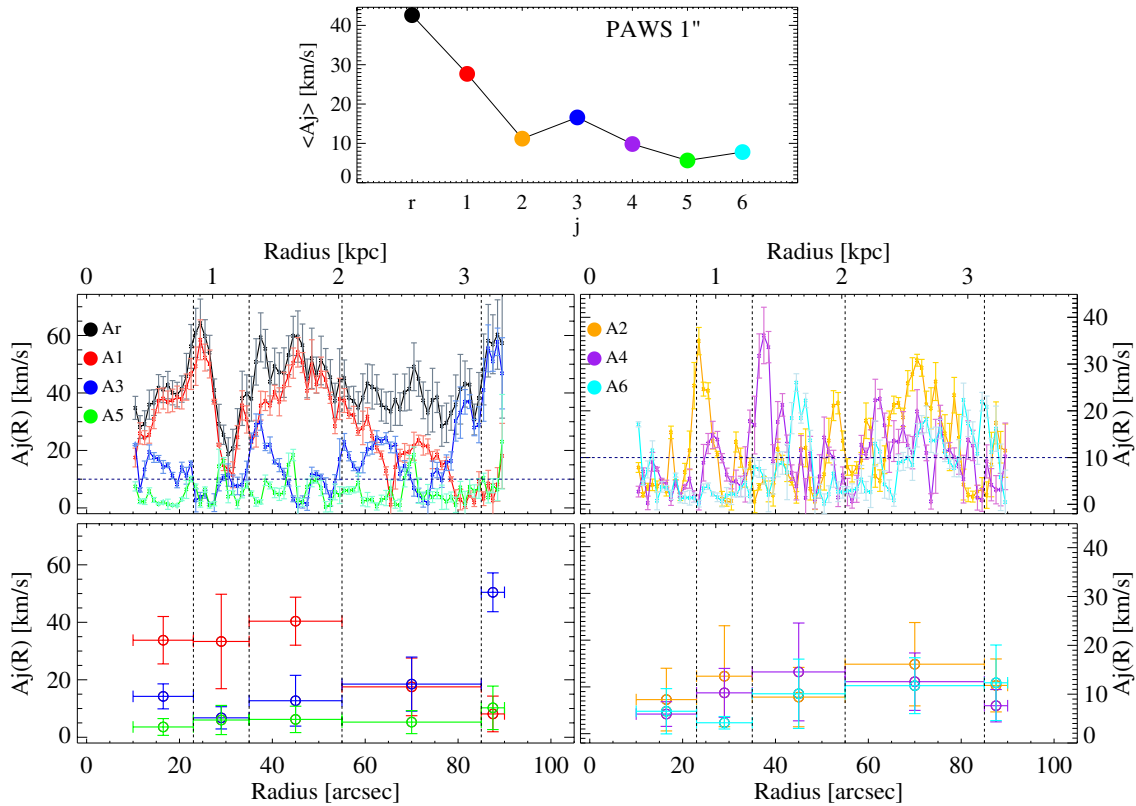 PAWS 1"
<Aj> [km/s]
40
30
20
10
0
r 1 2 3 4 5 6
j
Radius [kpc]
Radius [kpc]
0 1 2 3
0 1 2 3
Aj(R) [km/s]
60
40
20
0
Ar
A1
A3
A5
A2
A4
A6
40
30
20
10
0
Aj(R) [km/s]
Aj(R) [km/s]
60
40
20
0
40
30
20
10
0
Aj(R) [km/s]
0 20 40 60 80 100
0 20 40 60 80 100
Radius [arcsec]
Radius [arcsec]